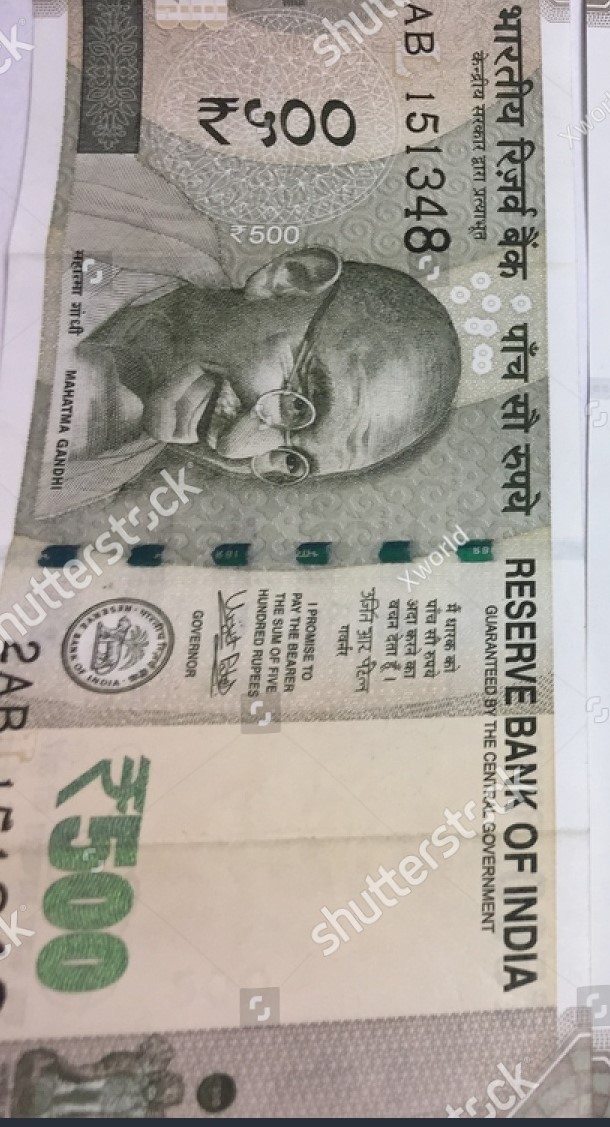 भारतीय रिज़र्व बैंक
केन्द्रीय सरकार द्वारा प्रत्याभूत
पाँच सौ रुपये
RESERVE BANK OF INDIA
GUARANTEED BY THE CENTRAL GOVERNMENT
AB 151348
₹ ५००
₹500
महात्मा गांधी
MAHATMA GANDHI
मैं धारक को
पाँच सौ रुपये
अदा करने का
वचन देता हूँ।
उर्जित आर पटेल
गवर्नर
I PROMISE TO
PAY THE BEARER
THE SUM OF FIVE
HUNDRED RUPEES
GOVERNOR
RESERVE BANK OF INDIA
₹500
2AB
shutterstock
shutterstock
Xworld